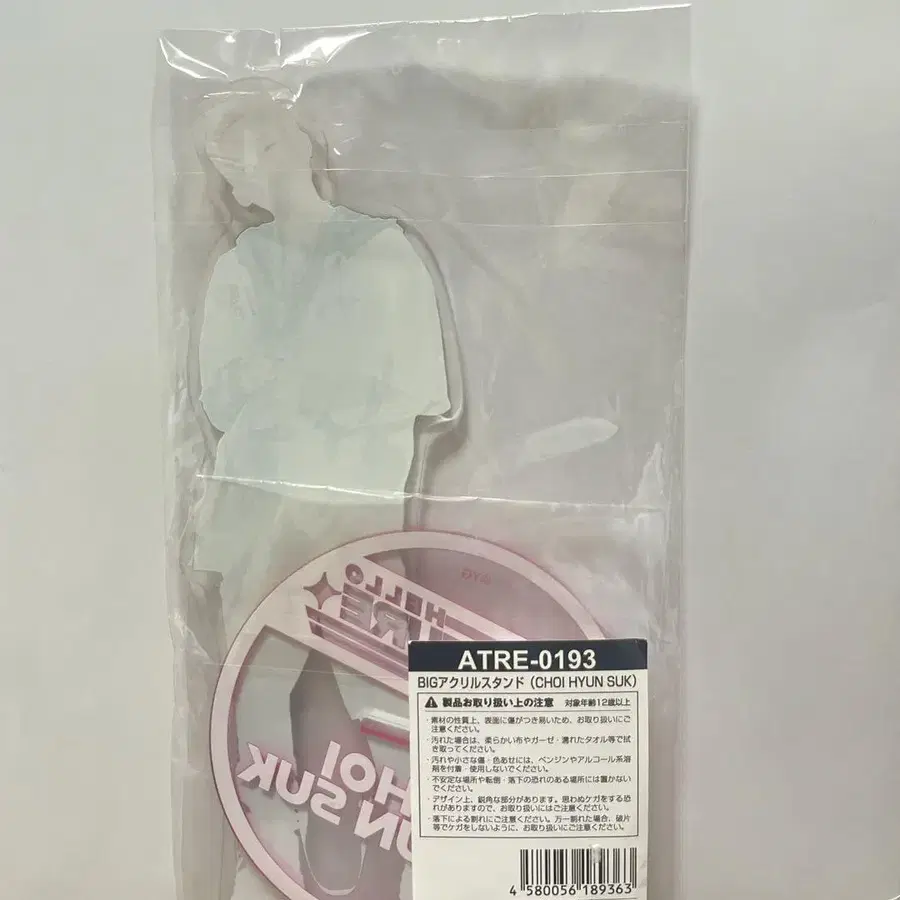 ©YG
HELLO
CHOI
HYUN SUK
ATRE-0193
BIGアクリルスタンド（CHOI HYUN SUK）
製品お取り扱い上の注意 対象年齢12歳以上
・素材の性質上、表面に傷がつき易いため、お取り扱いにご
注意ください。
・汚れた場合は、柔らかい布やガーゼ・濡れたタオル等で拭
き取ってください。
・汚れや小さな傷・色あせには、ベンジンやアルコール系溶
剤を付着・使用しないでください。
・不安定な場所や転倒・落下の恐れのある場所には置かない
でください。
・デザイン上、鋭角な部分があります。思わぬケガをする恐
れがありますので、お取り扱いにはご注意ください。
・落下による割れにご注意ください。万一割れた場合、破片
等でケガをしないように、お取り扱いにご注意ください。
4 580056 189363